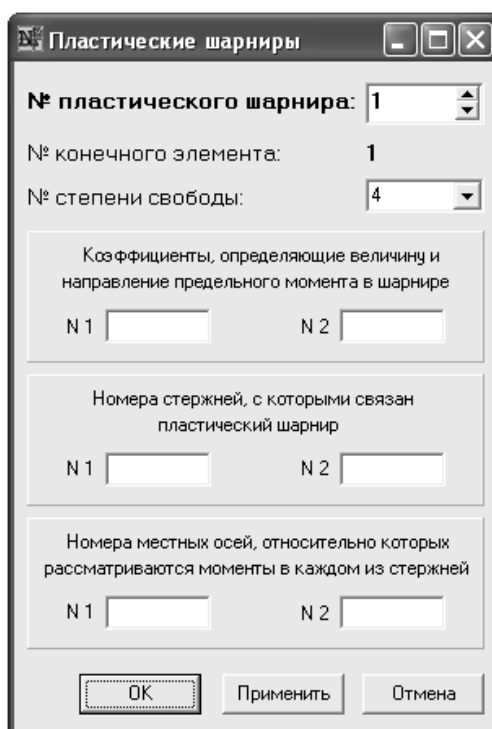 Пластические шарниры
№ пластического шарнира: 1
№ конечного элемента: 1
№ степени свободы: 4
Коэффициенты, определяющие величину и
направление предельного момента в шарнире
N 1 N 2
Номера стержней, с которыми связан
пластический шарнир
N 1 N 2
Номера местных осей, относительно которых
рассматриваются моменты в каждом из стержней
N 1 N 2
OK Применить Отмена